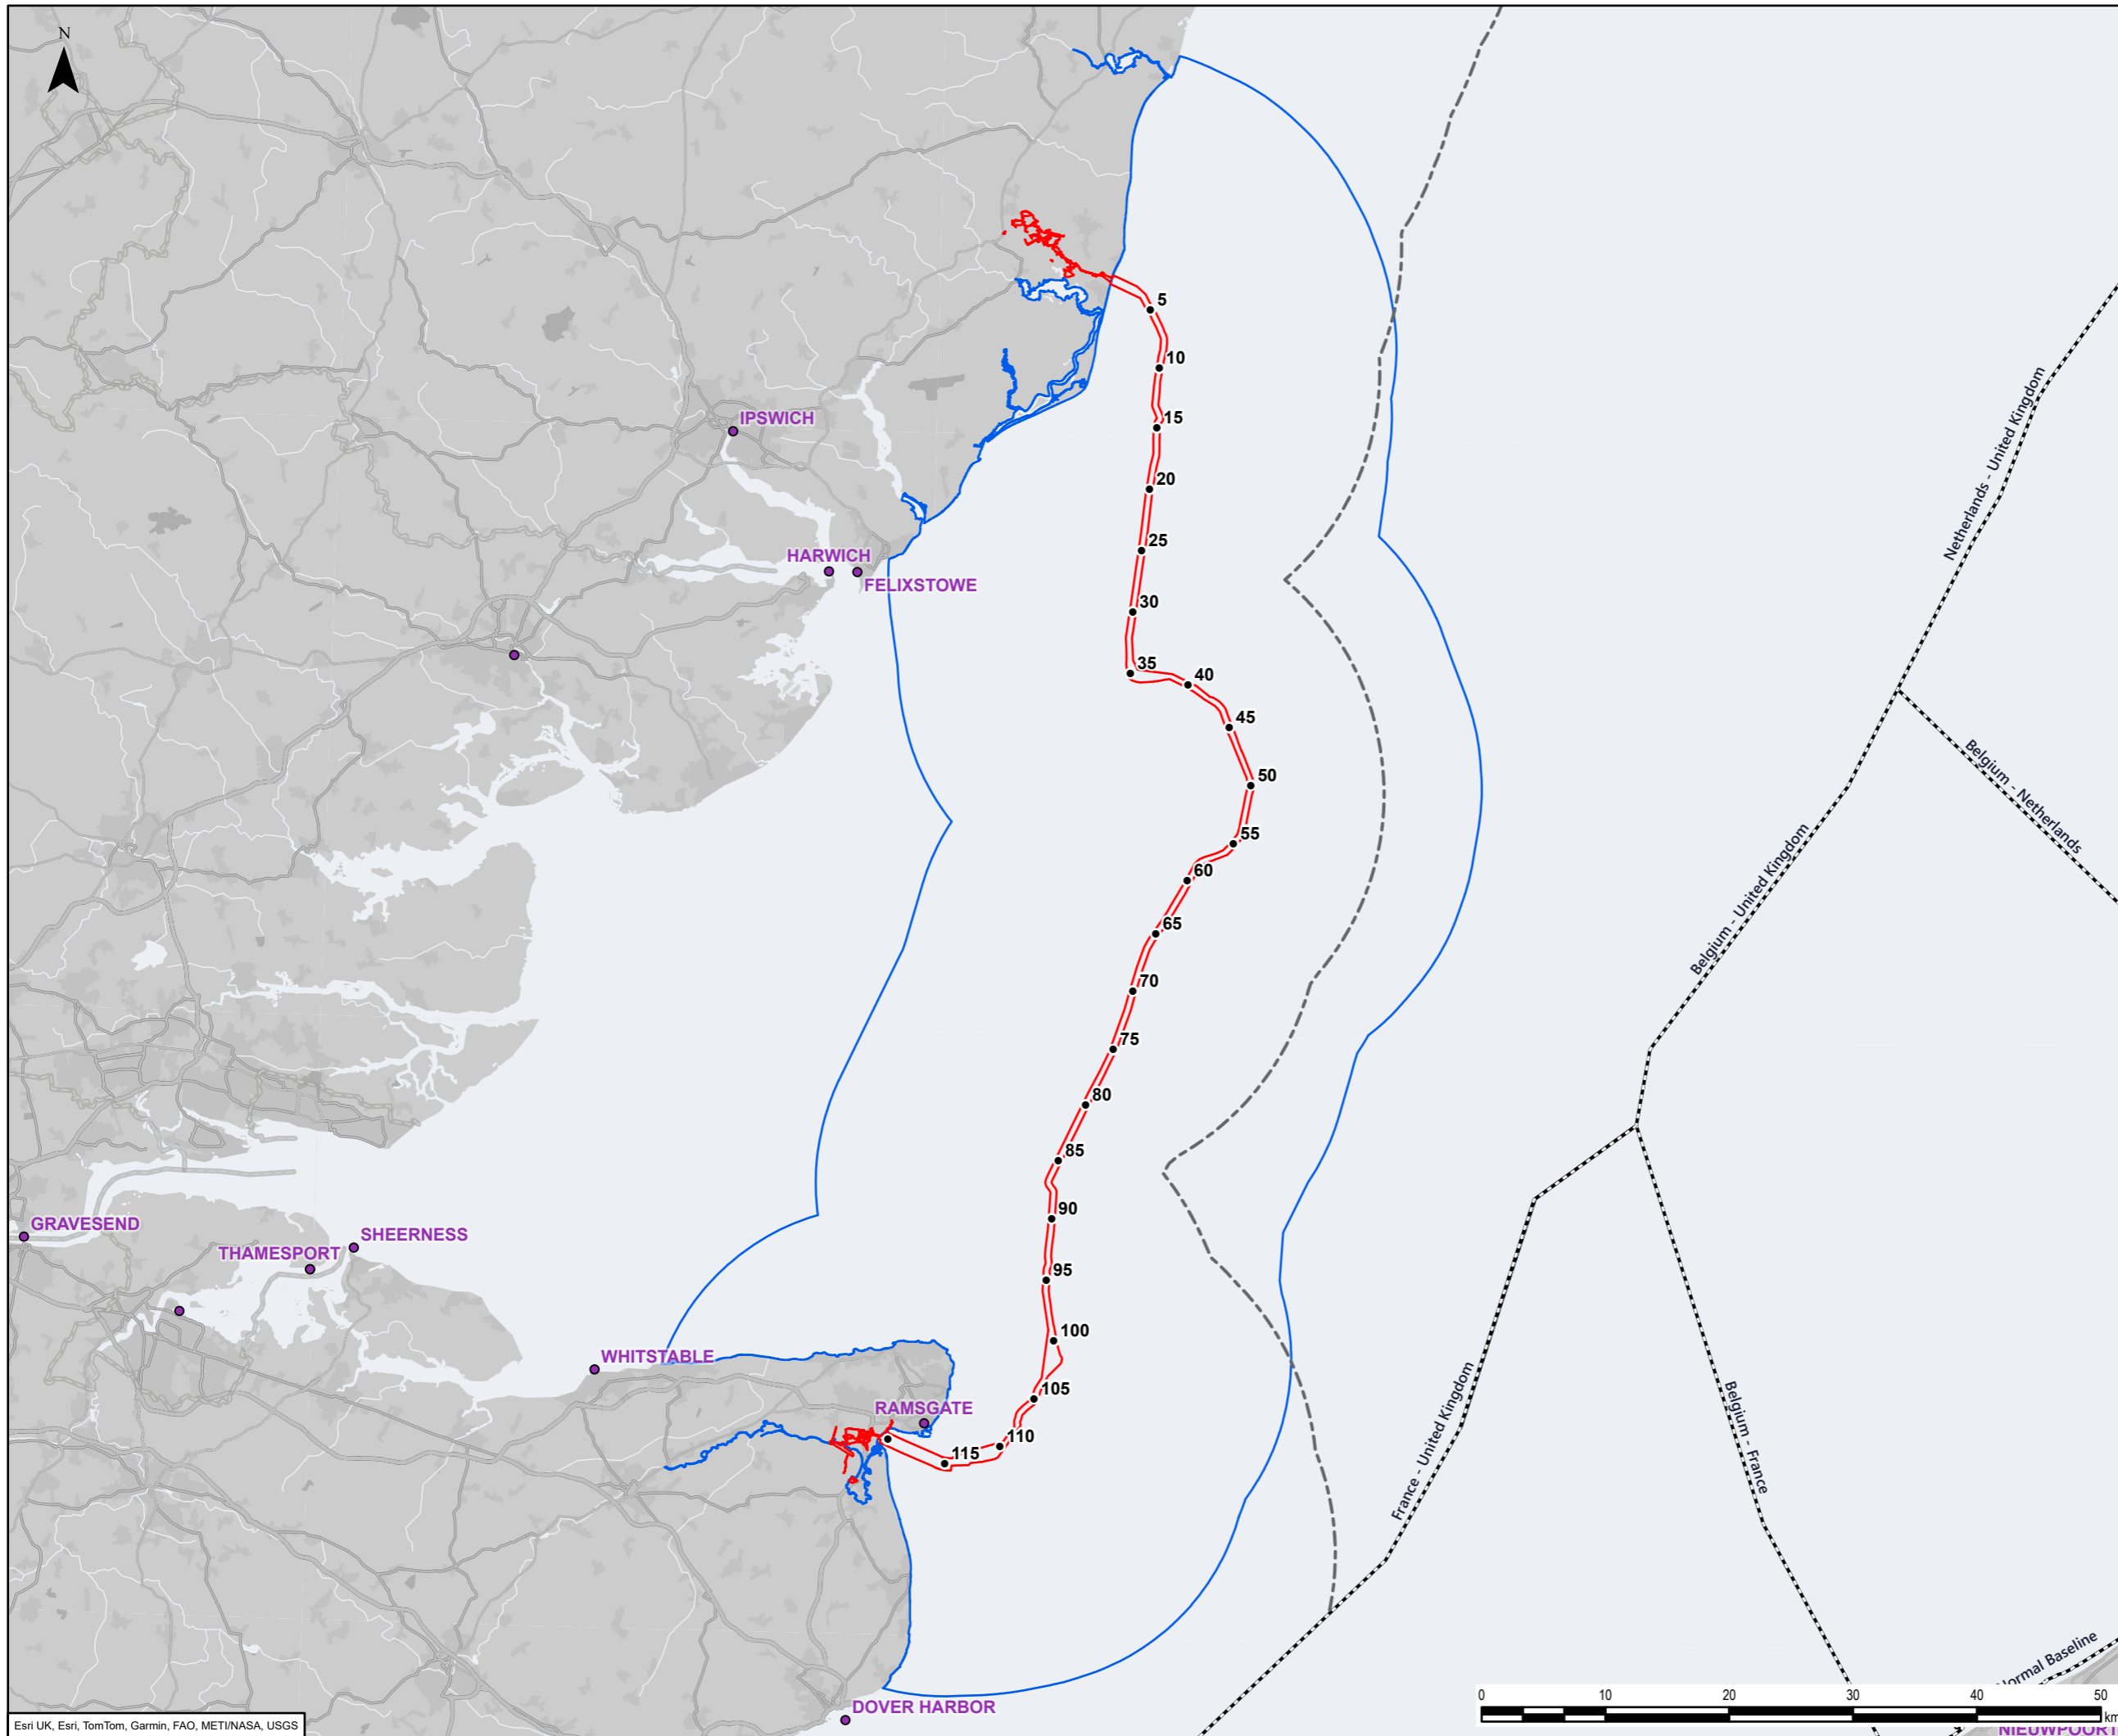 N
5
10
15
IPSWICH
20
25
HARWICH
FELIXSTOWE
30
35
40
45
50
55
60
65
70
75
80
85
90
95
100
105
110
115
Netherlands - United Kingdom
Belgium - Netherlands
Belgium - United Kingdom
GRAVESEND
SHEERNESS
THAMESPORT
WHITSTABLE
RAMSGATE
France - United Kingdom
Belgium - France
DOVER HARBOR
Normal Baseline
0 10 20 30 40 50
km
NIEUWPOORT
Esri UK, Esri, TomTom, Garmin, FAO, METI/NASA, USGS